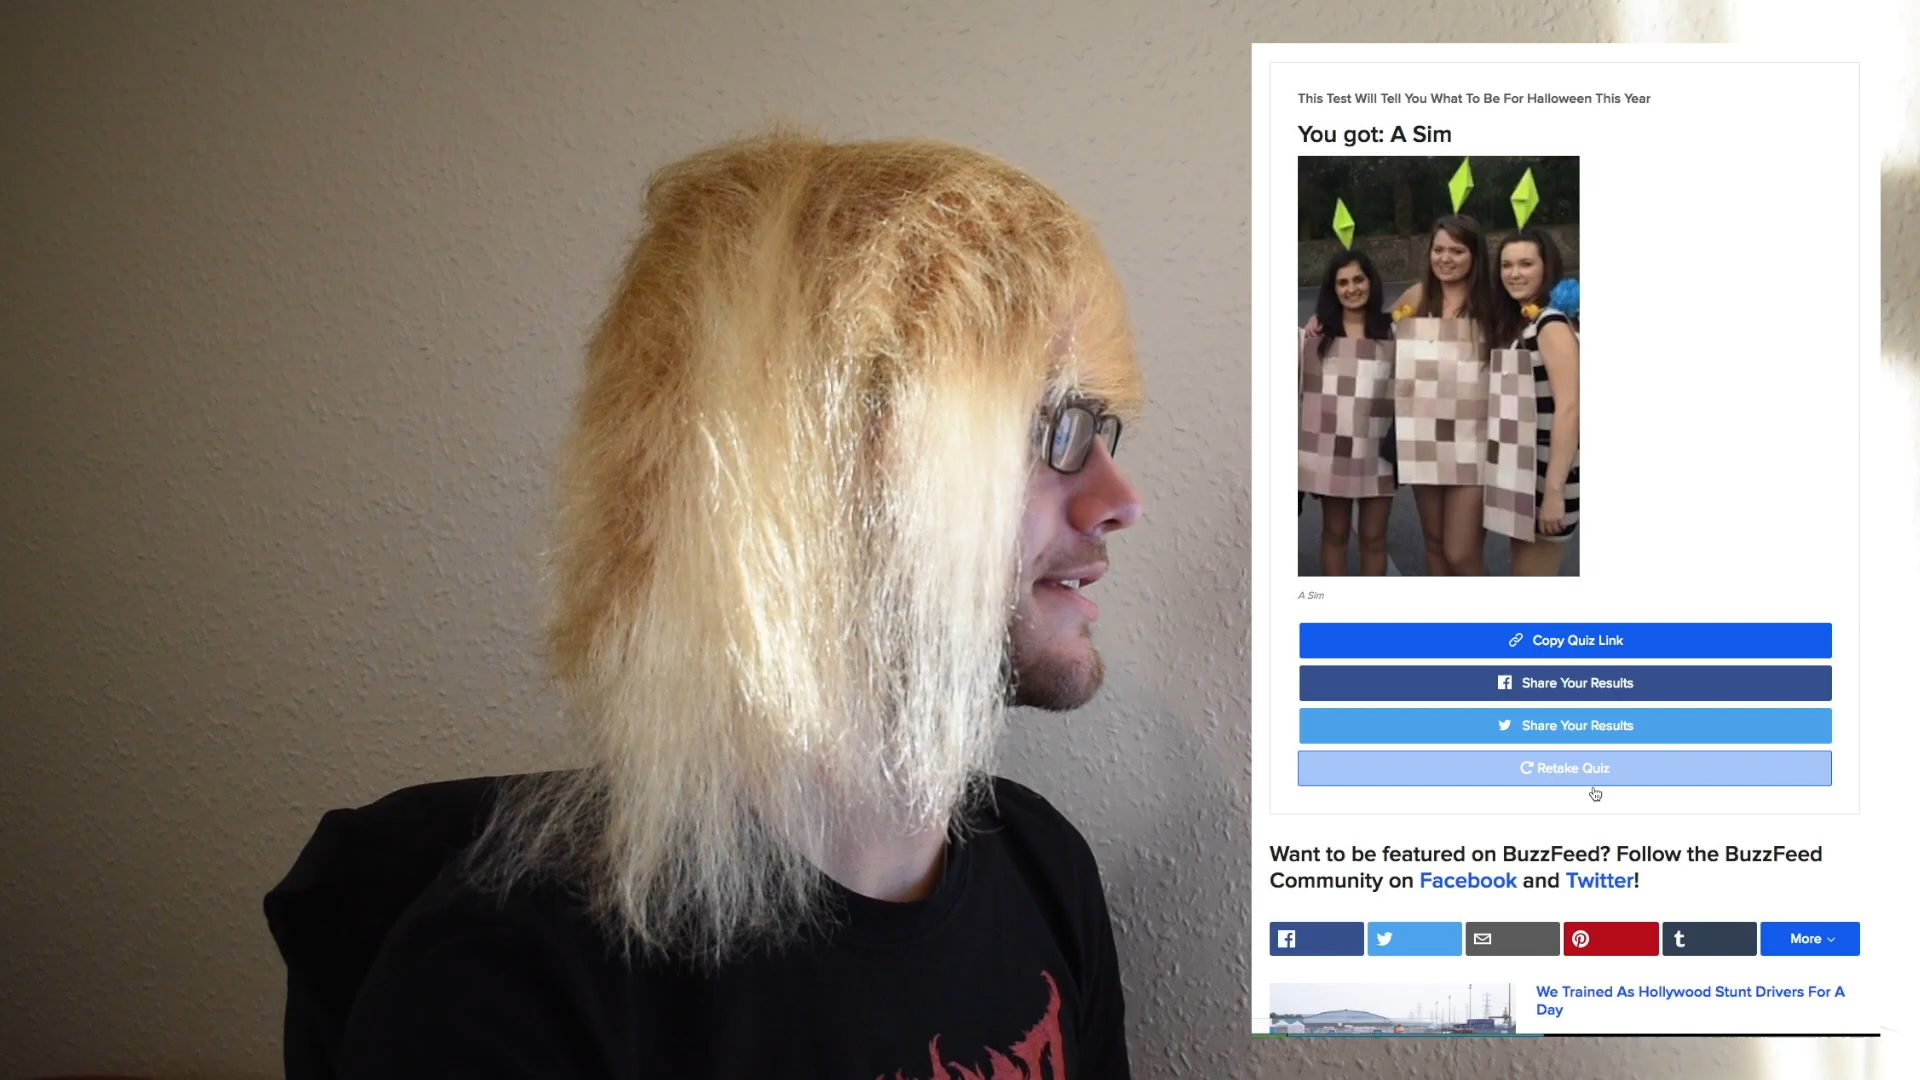 This Test Will Tell You What To Be For Halloween This Year
You got: A Sim
A Sim
Copy Quiz Link
Share Your Results
Share Your Results
Retake Quiz
Want to be featured on BuzzFeed? Follow the BuzzFeed
Community on Facebook and Twitter!
More
We Trained As Hollywood Stunt Drivers For A
Day